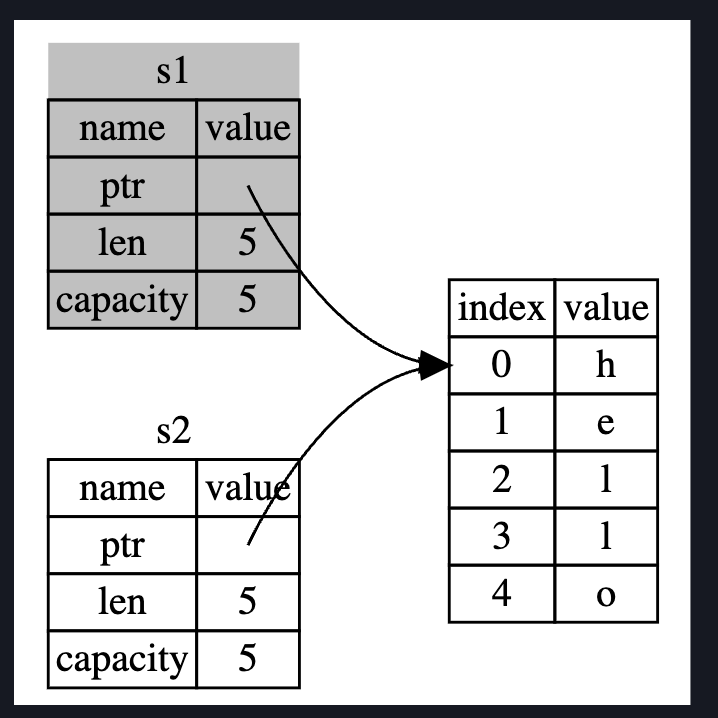 s1
name value
ptr
len 5
capacity 5
s2
name value
ptr
len 5
capacity 5
index value
0 h
1 e
2 l
3 l
4 o